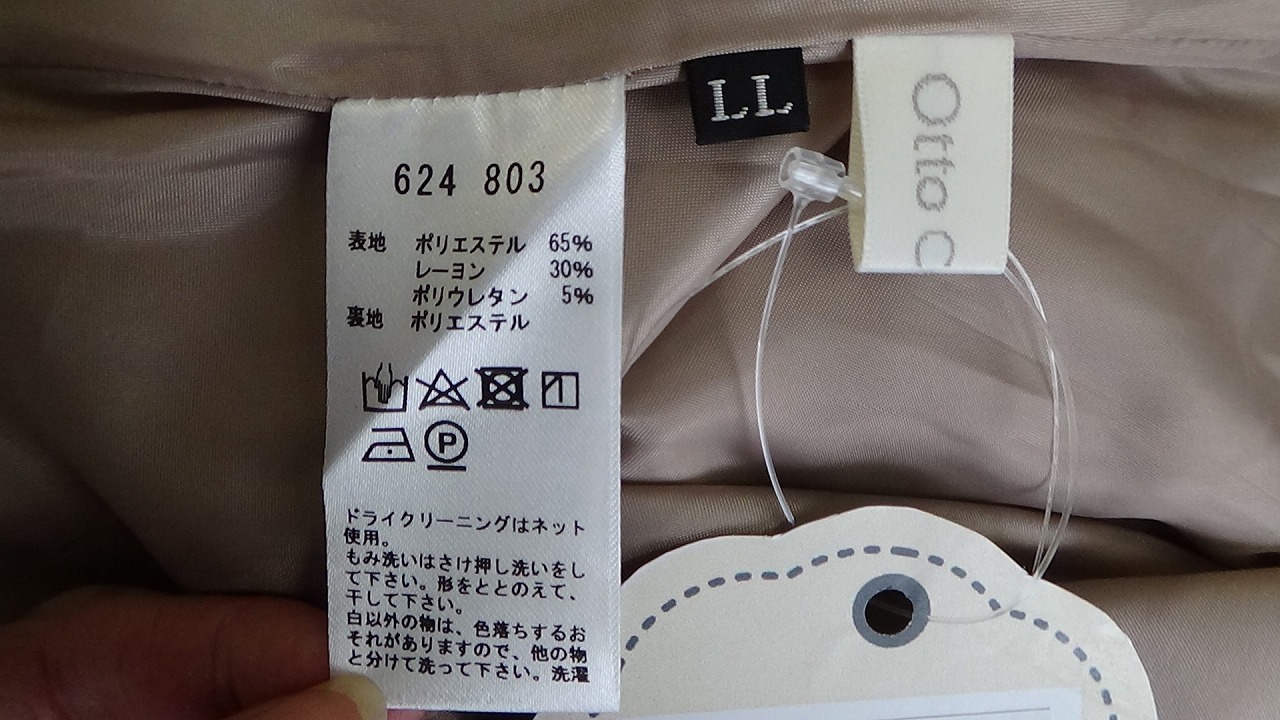 624 803
表地 ポリエステル 65%
レーヨン 30%
ポリウレタン 5%
裏地 ポリエステル
P
ドライクリーニングはネット
使用。
もみ洗いはさけ押し洗いをし
て下さい。形をととのえて、
干して下さい。
白以外の物は、色落ちするお
それがありますので、他の物
と分けて洗って下さい。洗濯
LL
Otto C